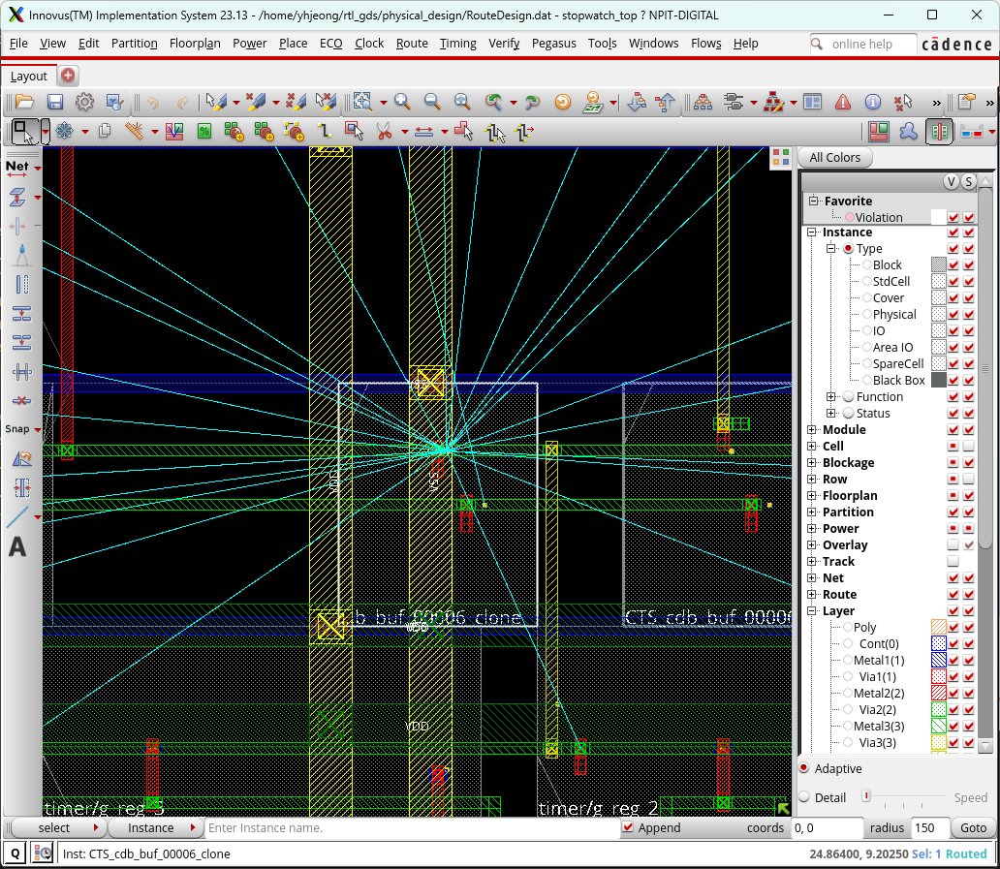 Innovus(TM) Implementation System 23.13 - /home/yhjeong/rtl_gds/physical_design/RouteDesign.dat - stopwatch_top ? NPIT-DIGITAL
File View Edit Partition Floorplan Power Place ECO Clock Route Timing Verify Pegasus Tools Windows Flows Help
online help
cādence
Layout
All Colors
Net
Snap
A
V S
Favorite
Violation
Instance
Type
Block
StdCell
Cover
Physical
IO
Area IO
SpareCell
Black Box
Function
Status
Module
Cell
Blockage
Row
Floorplan
Partition
Power
Overlay
Track
Net
Route
Layer
Poly
Cont(0)
Metal1(1)
Via1(1)
Metal2(2)
Via2(2)
Metal3(3)
Via3(3)
b_buf_00006_clone
CTS_cdb_buf_00006
VDD
VDD
timer/g_reg_3
timer/g_reg_2
Adaptive
Detail
Speed
select Instance Enter Instance name. Append coords 0, 0 radius 150 Goto
Q Inst: CTS_cdb_buf_00006_clone 24.86400, 9.20250 Sel: 1 Routed